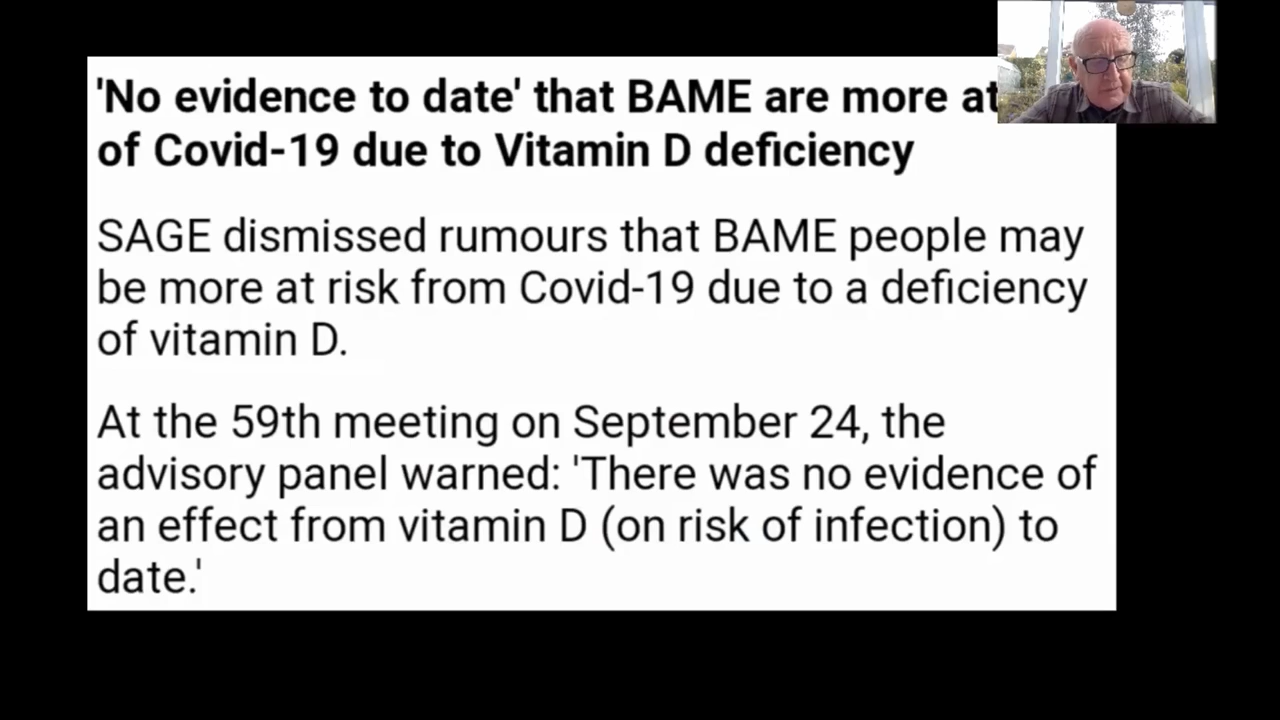 'No evidence to date' that BAME are more at
of Covid-19 due to Vitamin D deficiency
SAGE dismissed rumours that BAME people may
be more at risk from Covid-19 due to a deficiency
of vitamin D.
At the 59th meeting on September 24, the
advisory panel warned: 'There was no evidence of
an effect from vitamin D (on risk of infection) to
date.'